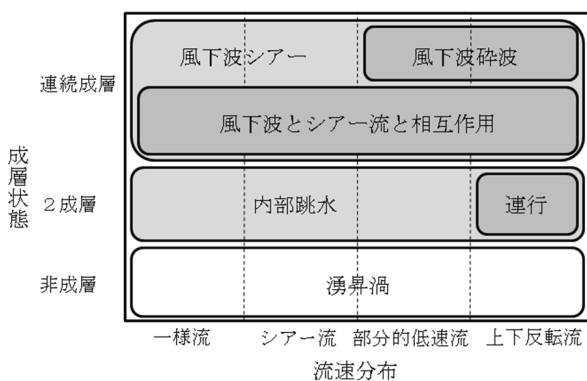 風下波シアー
風下波砕波
連続成層
風下波とシアー流と相互作用
成層状態
2成層
内部跳水
連行
非成層
湧昇渦
一様流
シアー流
部分的低速流
上下反転流
流速分布